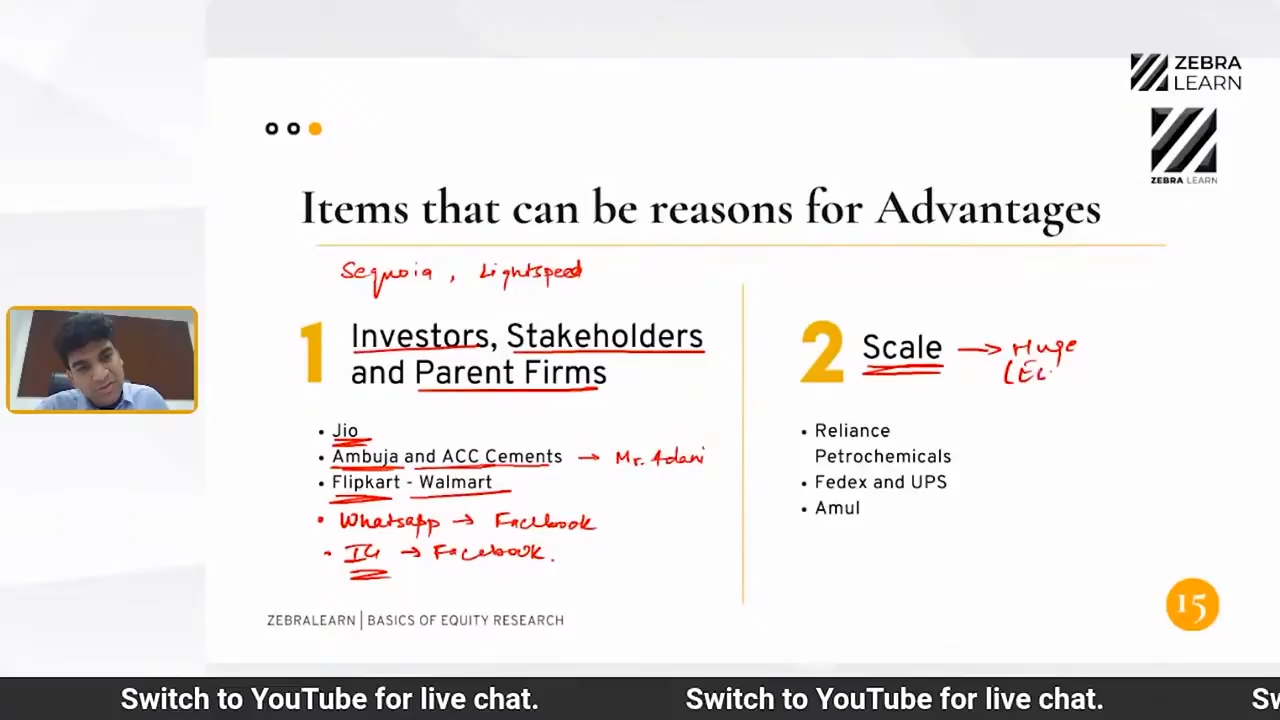 ZEBRA
LEARN
ZEBRA LEARN
Items that can be reasons for Advantages
Sequoia, Lightspeed
1
Investors, Stakeholders
and Parent Firms
• Jio
• Ambuja and ACC Cements → Mr. Adani
• Flipkart - Walmart
• Whatsapp → Facebook
• IG → Facebook.
2
Scale → Huge
(Ec
• Reliance
Petrochemicals
• Fedex and UPS
• Amul
ZEBRALEARN | BASICS OF EQUITY RESEARCH
15
Switch to YouTube for live chat. Switch to YouTube for live chat. Sw